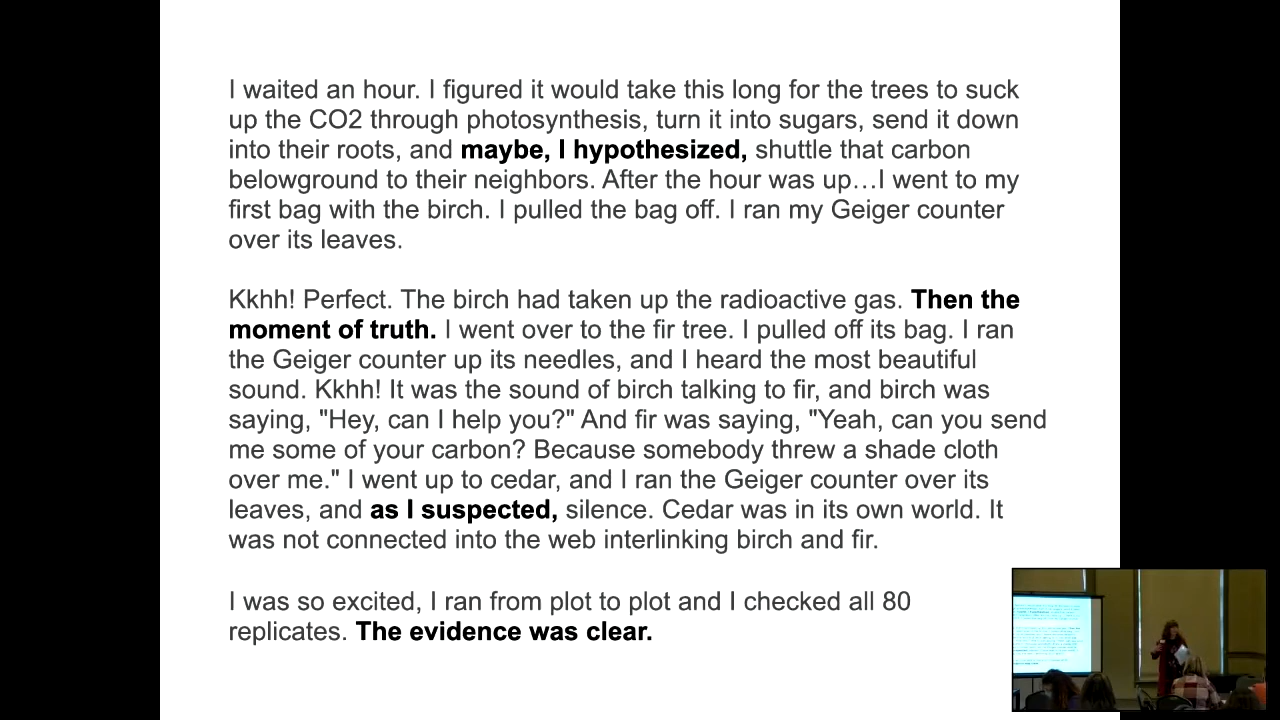 I waited an hour. I figured it would take this long for the trees to suck
up the CO2 through photosynthesis, turn it into sugars, send it down
into their roots, and maybe, I hypothesized, shuttle that carbon
belowground to their neighbors. After the hour was up…I went to my
first bag with the birch. I pulled the bag off. I ran my Geiger counter
over its leaves.
Kkhh! Perfect. The birch had taken up the radioactive gas. Then the
moment of truth. I went over to the fir tree. I pulled off its bag. I ran
the Geiger counter up its needles, and I heard the most beautiful
sound. Kkhh! It was the sound of birch talking to fir, and birch was
saying, "Hey, can I help you?" And fir was saying, "Yeah, can you send
me some of your carbon? Because somebody threw a shade cloth
over me." I went up to cedar, and I ran the Geiger counter over its
leaves, and as I suspected, silence. Cedar was in its own world. It
was not connected into the web interlinking birch and fir.
I was so excited, I ran from plot to plot and I checked all 80
replicates. The evidence was clear.